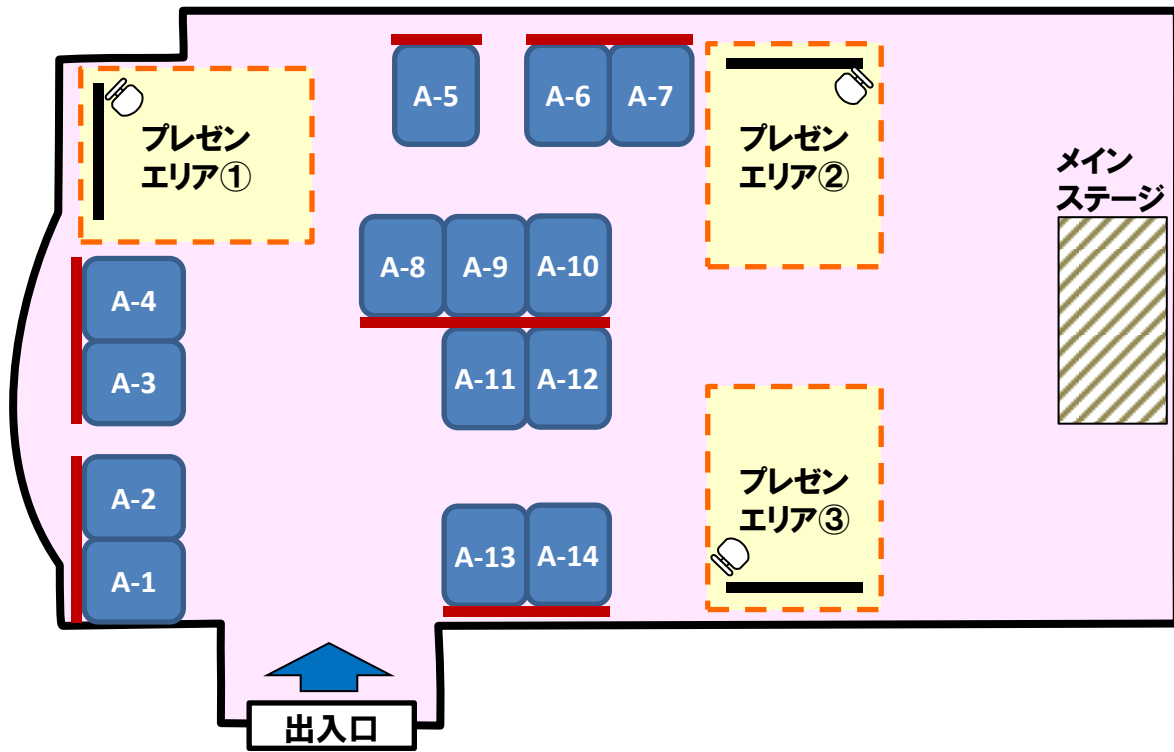 A-5
A-6
A-7
プレゼン
エリア①
プレゼン
エリア②
メイン
ステージ
A-8
A-9
A-10
A-4
A-3
A-11
A-12
A-2
A-1
A-13
A-14
プレゼン
エリア③
出入口